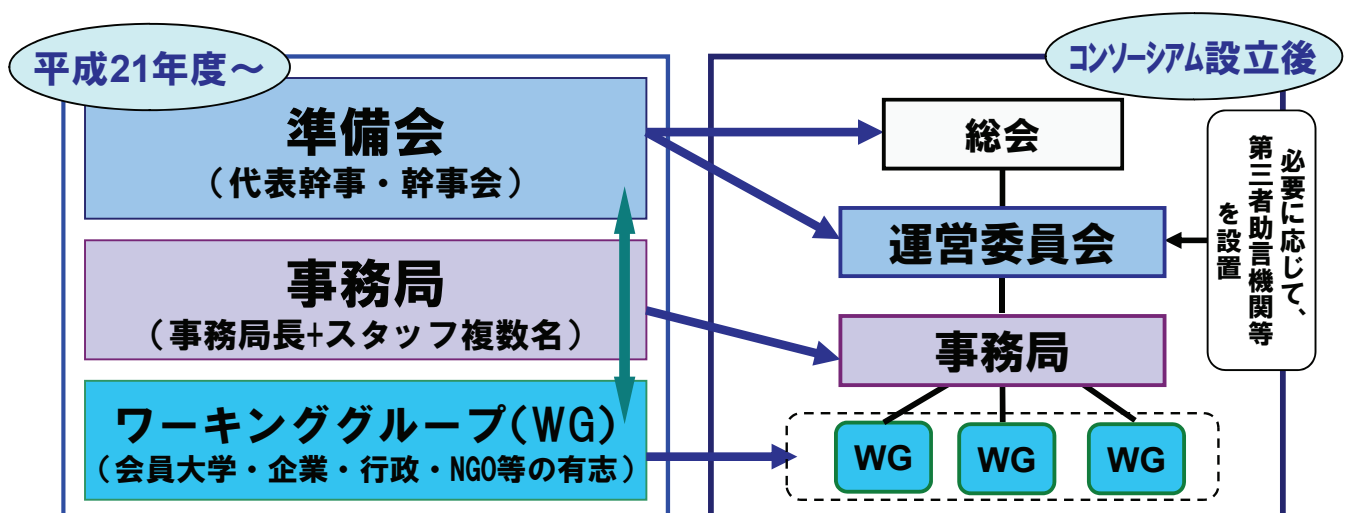 平成21年度～
準備会
（代表幹事・幹事会）
事務局
（事務局長+スタッフ複数名）
ワーキンググループ(WG)
（会員大学・企業・行政・NGO等の有志）
コンソーシアム設立後
総会
運営委員会
事務局
WG
WG
WG
必要に応じて、
第三者助言機関等
を設置